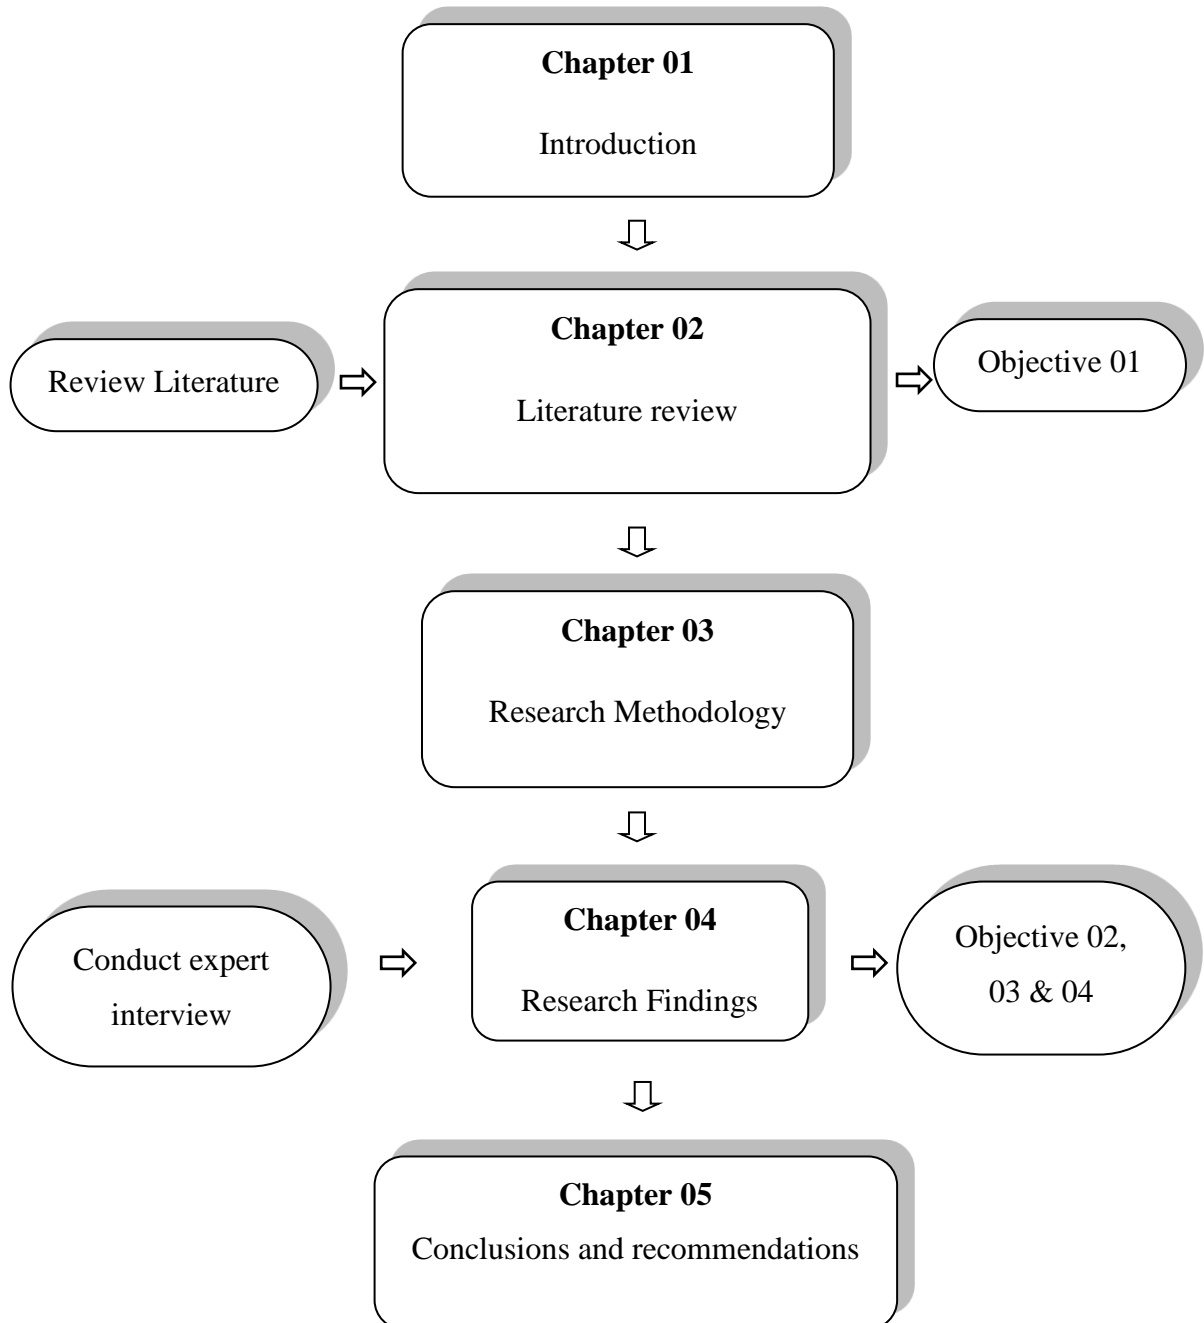 Chapter 01
Introduction
Chapter 02
Review Literature
Literature review
Objective 01
Chapter 03
Research Methodology
Chapter 04
Research Findings
Conduct expert
interview
Objective 02,
03 & 04
Chapter 05
Conclusions and recommendations